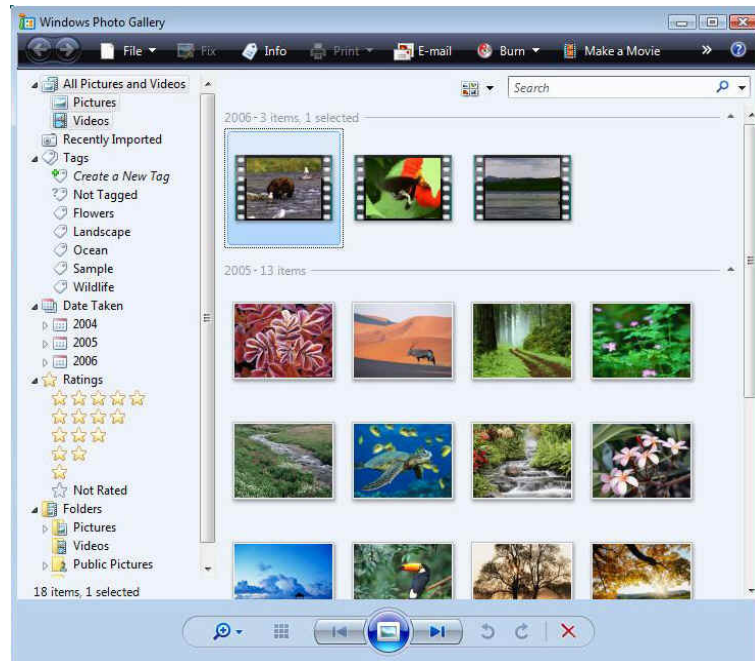 Windows Photo Gallery
File Fix Info Print E-mail Burn Make a Movie » ?
All Pictures and Videos
Pictures
Videos
Recently Imported
Tags
Create a New Tag
Not Tagged
Flowers
Landscape
Ocean
Sample
Wildlife
Date Taken
2004
2005
2006
Ratings
Not Rated
Folders
Pictures
Videos
Public Pictures
18 items, 1 selected
Search
2006 - 3 items, 1 selected
2005 - 13 items